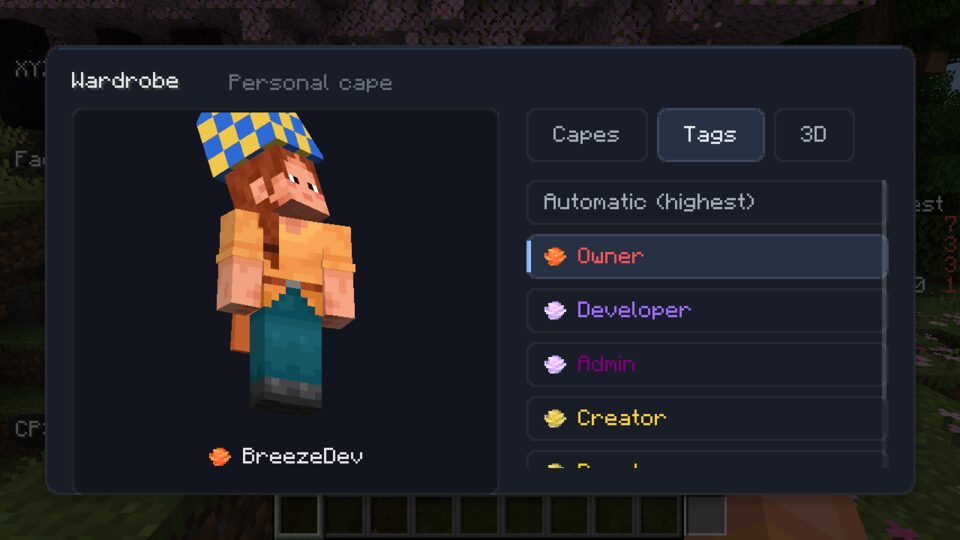 Wardrobe
Personal cape
Capes
Tags
3D
Automatic (highest)
Owner
Developer
Admin
Creator
BreezeDev